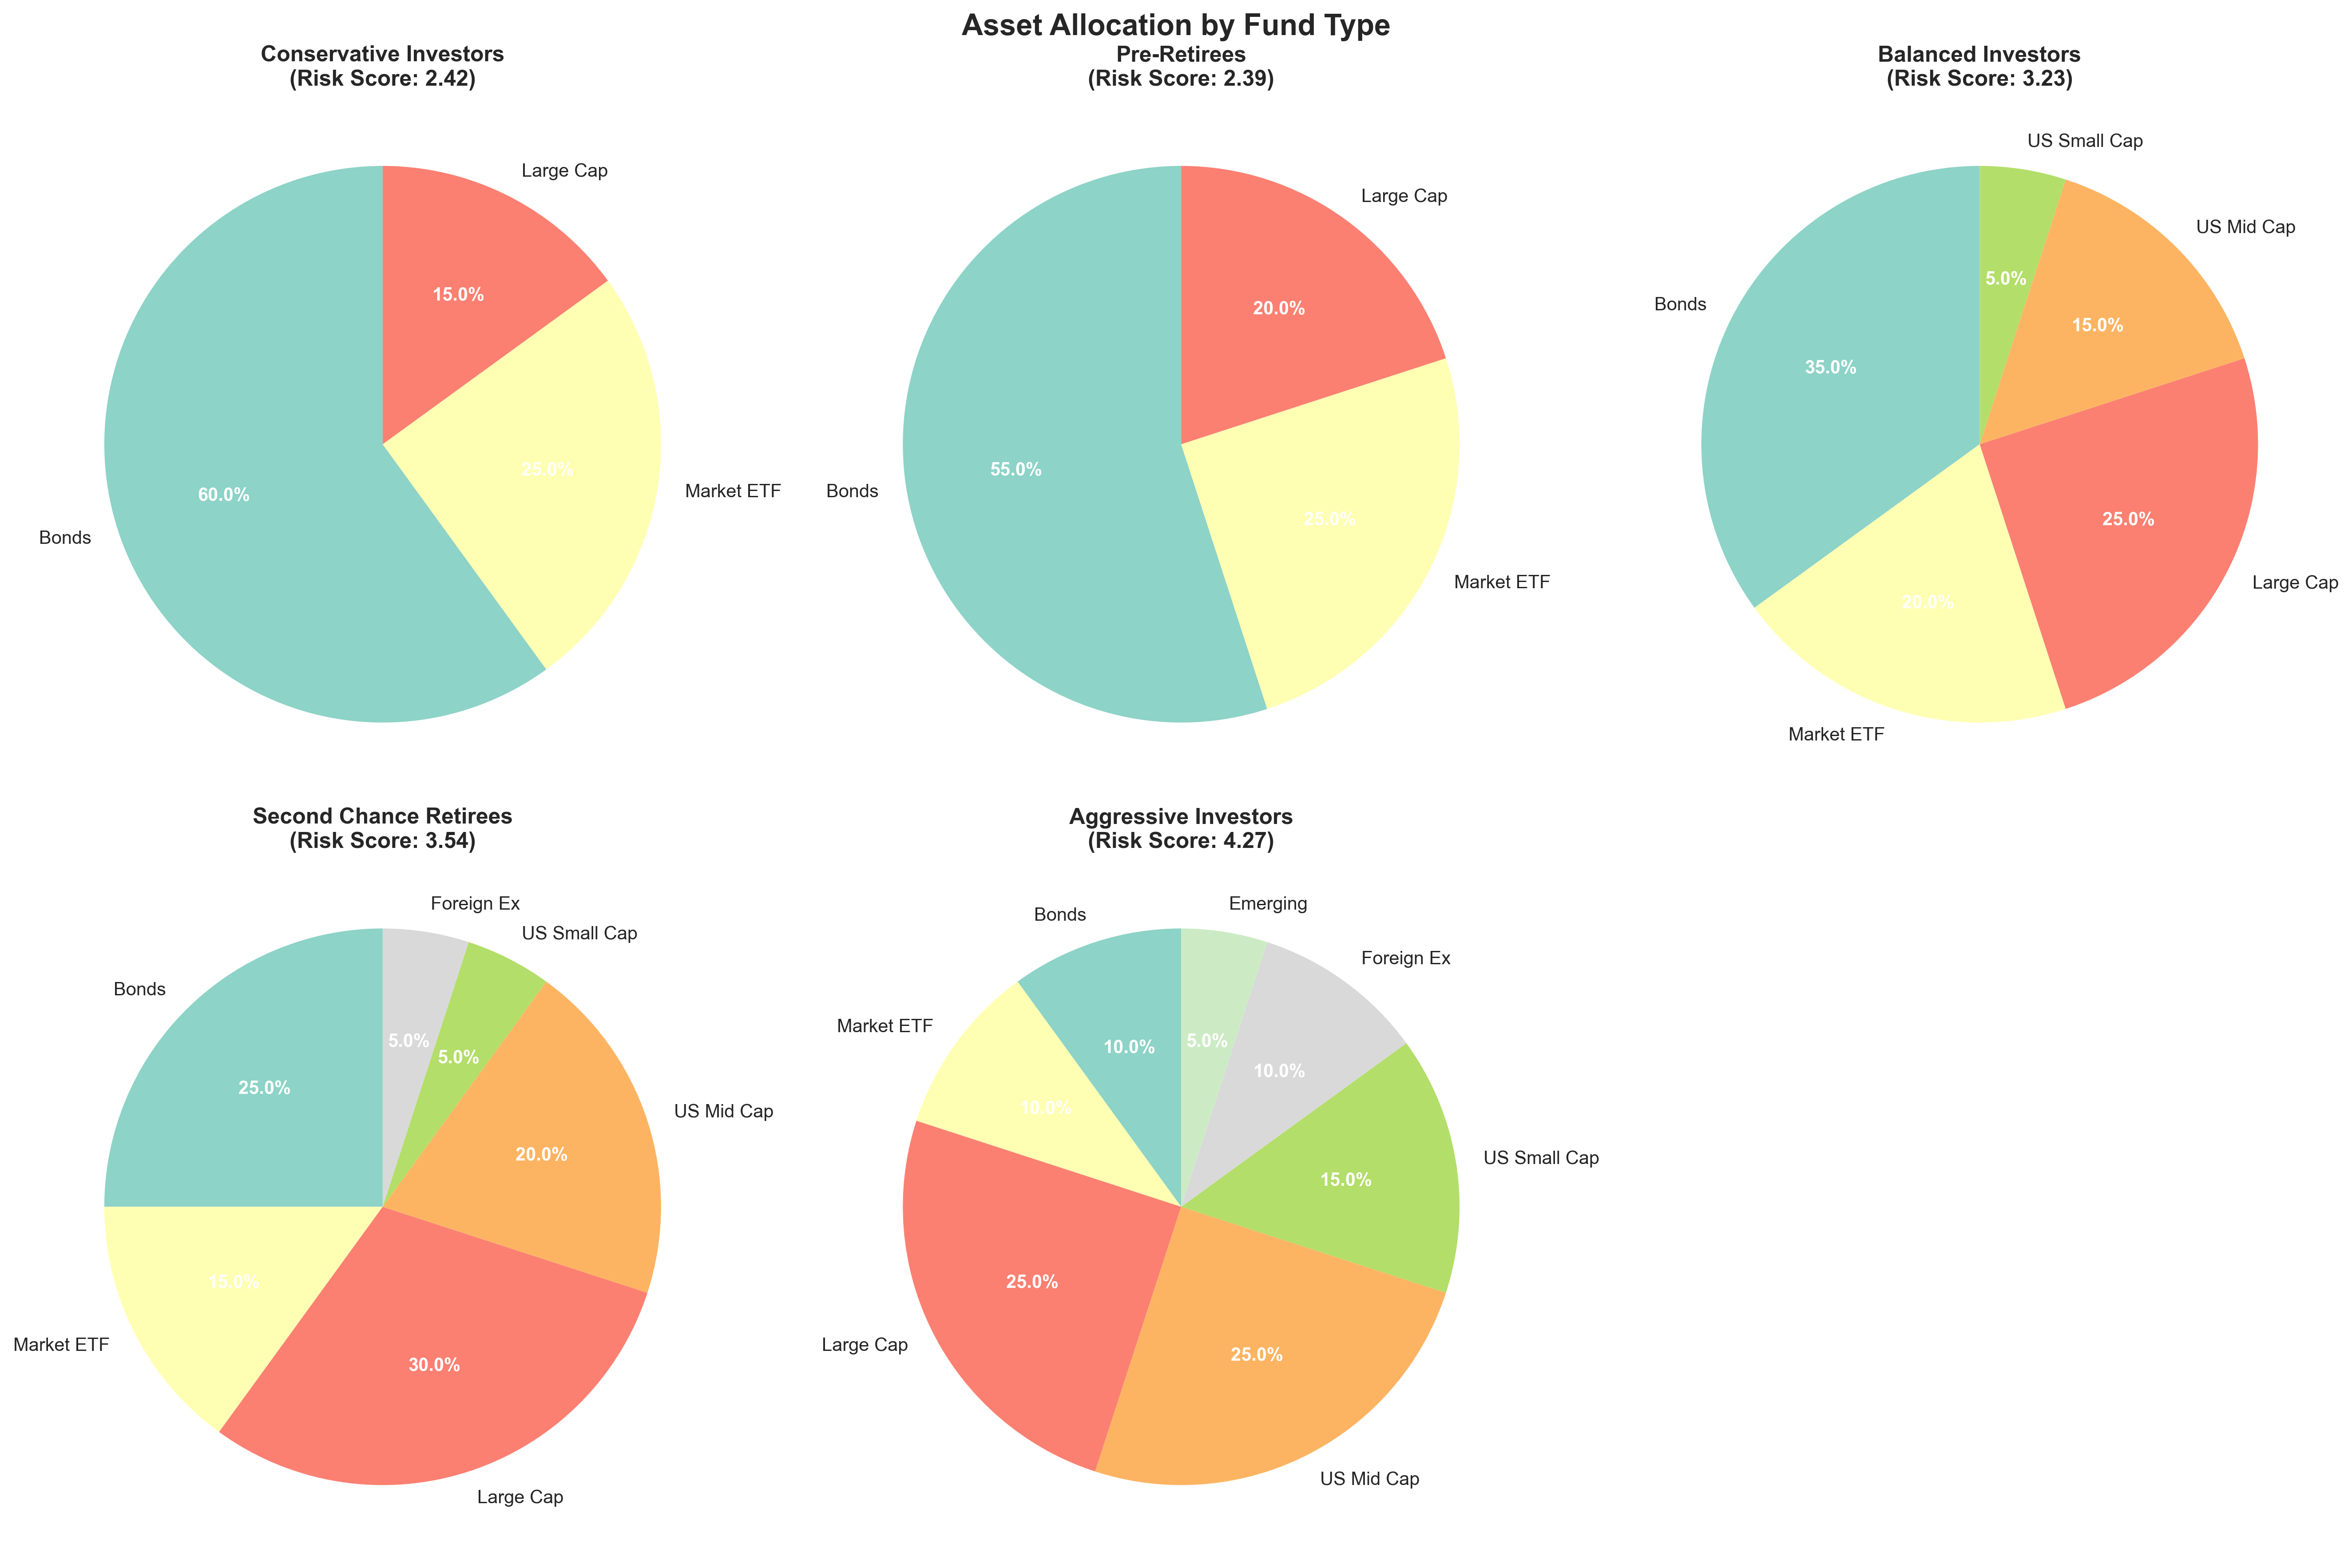 Asset Allocation by Fund Type
Conservative Investors
(Risk Score: 2.42)
Large Cap
15.0%
25.0%
Market ETF
60.0%
Bonds
Pre-Retirees
(Risk Score: 2.39)
Large Cap
20.0%
55.0%
Bonds
25.0%
Market ETF
Balanced Investors
(Risk Score: 3.23)
US Small Cap
US Mid Cap
5.0%
Bonds
15.0%
35.0%
25.0%
Large Cap
20.0%
Market ETF
Second Chance Retirees
(Risk Score: 3.54)
Foreign Ex
US Small Cap
Bonds
5.0%
5.0%
25.0%
US Mid Cap
20.0%
15.0%
Market ETF
30.0%
Large Cap
Aggressive Investors
(Risk Score: 4.27)
Emerging
Bonds
Foreign Ex
Market ETF
10.0%
5.0%
10.0%
10.0%
US Small Cap
15.0%
25.0%
Large Cap
25.0%
US Mid Cap